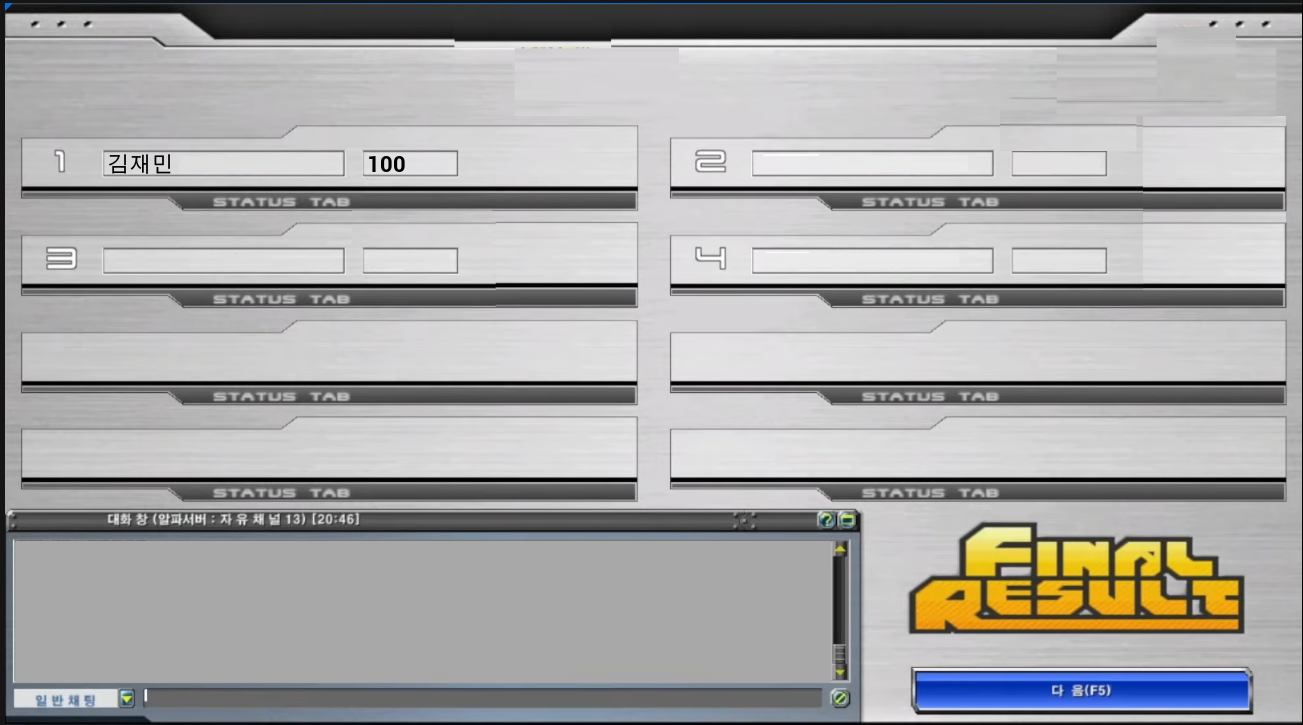 1 김재민 100
2
STATUS TAB
STATUS TAB
3
4
STATUS TAB
STATUS TAB
STATUS TAB
STATUS TAB
STATUS TAB
STATUS TAB
대화 창 (알파서버 : 자유채널 13) [20:46]
FINAL
RESULT
다 음(F5)
일반채팅